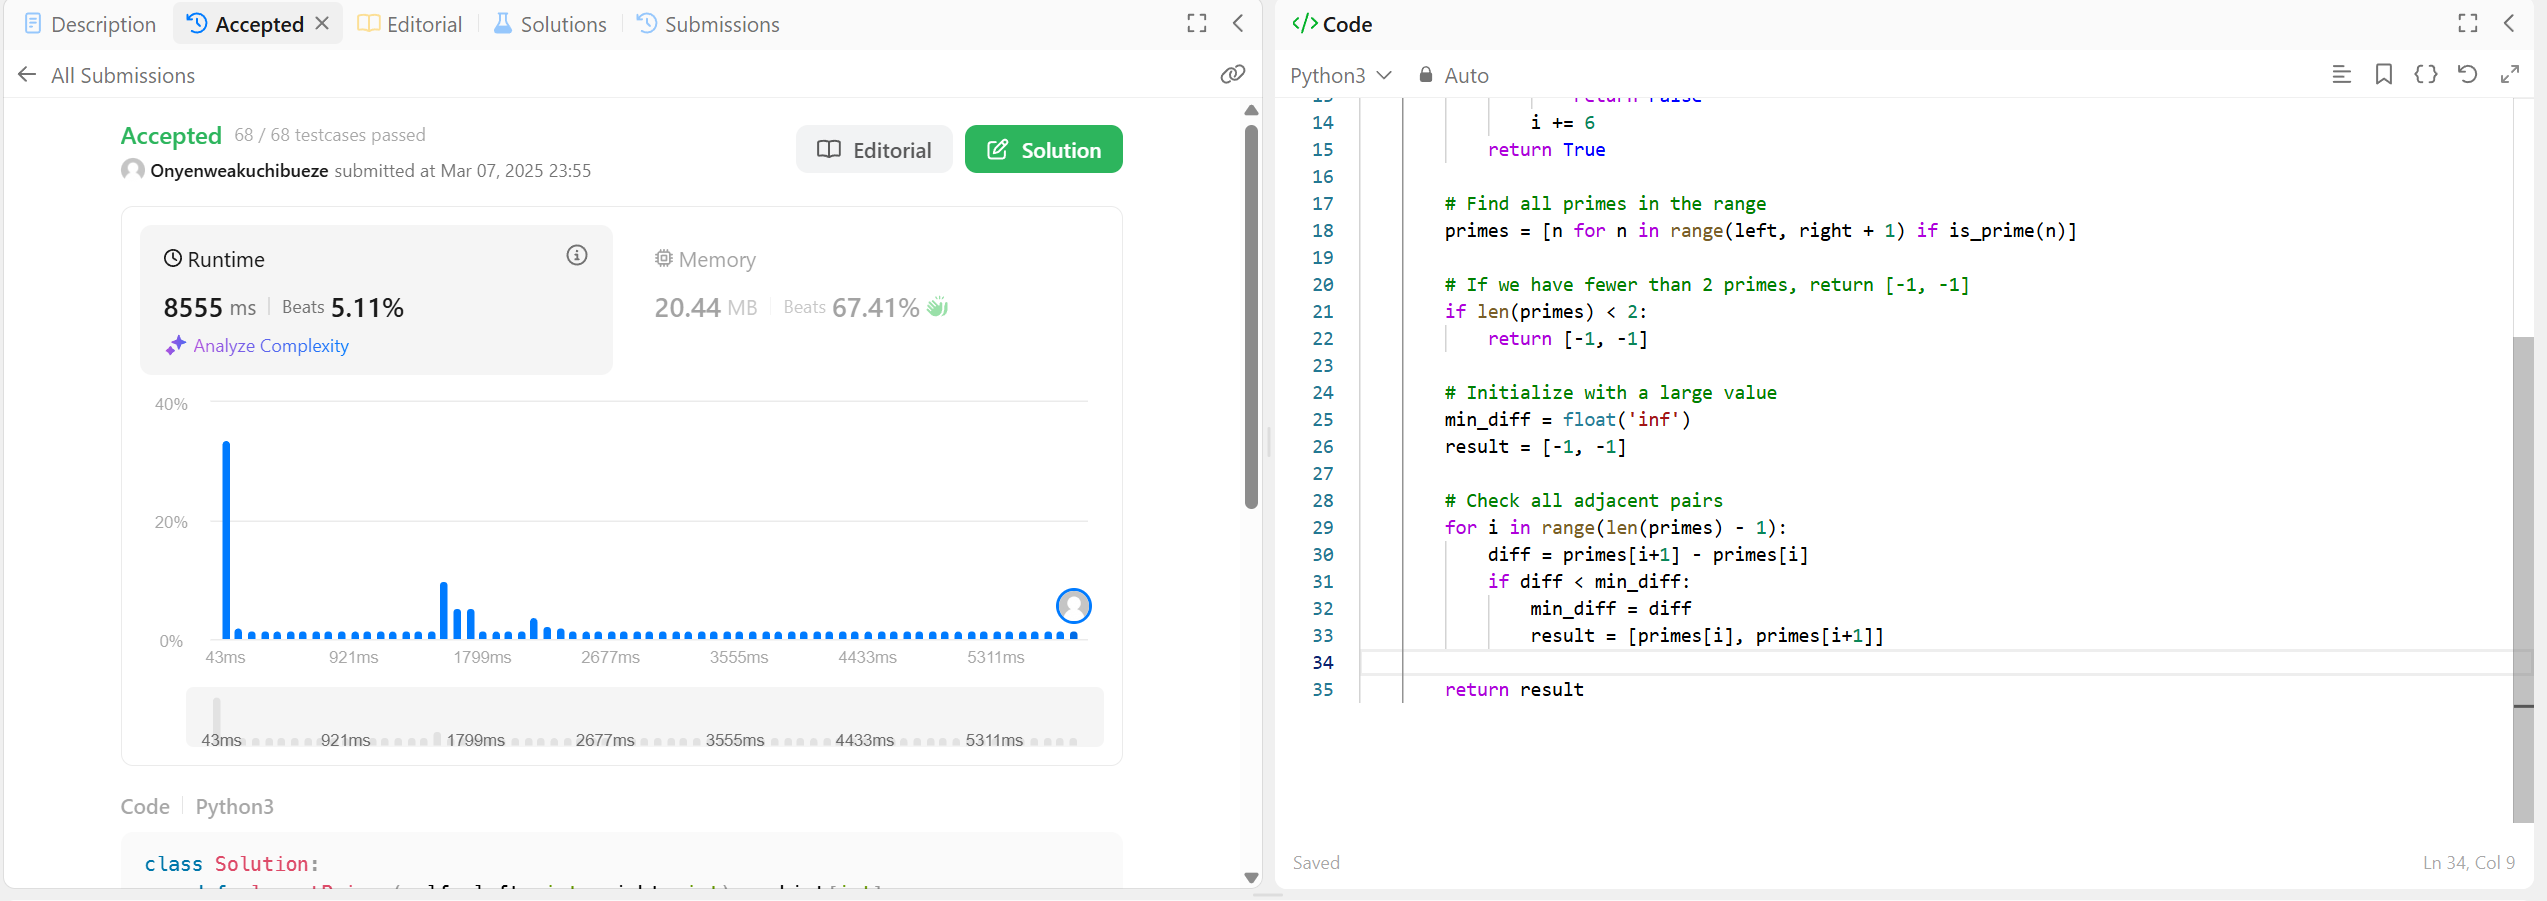 Description
Accepted
Editorial
Solutions
Submissions
All Submissions
Accepted 68 / 68 testcases passed
Onyenweakuchibueze submitted at Mar 07, 2025 23:55
Editorial
Solution
Runtime
8555 ms Beats 5.11%
Analyze Complexity
Memory
20.44 MB Beats 67.41%
40%
20%
0%
43ms 921ms 1799ms 2677ms 3555ms 4433ms 5311ms
43ms 921ms 1799ms 2677ms 3555ms 4433ms 5311ms
Code Python3
class Solution:
</> Code
Python3 Auto
return False
14 i += 6
15 return True
16
17 # Find all primes in the range
18 primes = [n for n in range(left, right + 1) if is_prime(n)]
19
20 # If we have fewer than 2 primes, return [-1, -1]
21 if len(primes) < 2:
22 return [-1, -1]
23
24 # Initialize with a large value
25 min_diff = float('inf')
26 result = [-1, -1]
27
28 # Check all adjacent pairs
29 for i in range(len(primes) - 1):
30 diff = primes[i+1] - primes[i]
31 if diff < min_diff:
32 min_diff = diff
33 result = [primes[i], primes[i+1]]
34
35 return result
Saved
Ln 34, Col 9